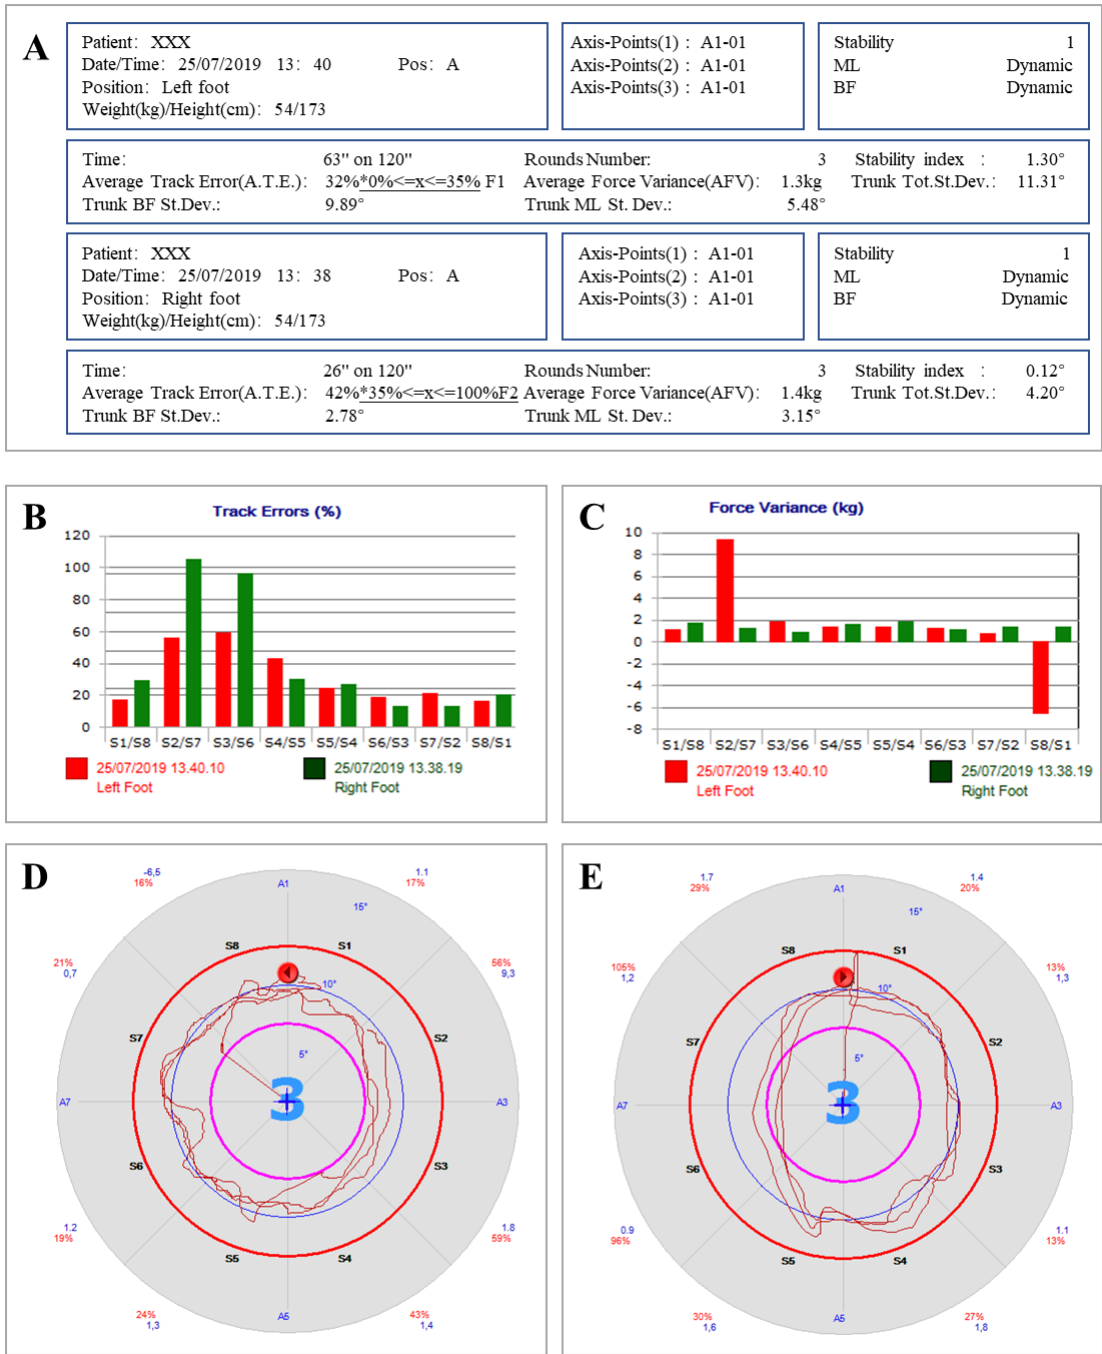 A
Patient: XXX
Date/Time: 25/07/2019 13: 40 Pos: A
Position: Left foot
Weight(kg)/Height(cm): 54/173
Axis-Points(1) : A1-01
Axis-Points(2) : A1-01
Axis-Points(3) : A1-01
Stability 1
ML Dynamic
BF Dynamic
Time: 63" on 120" Rounds Number: 3 Stability index : 1.30°
Average Track Error(A.T.E.): 32%*0%<=x<=35% F1 Average Force Variance(AFV): 1.3kg Trunk Tot.St.Dev.: 11.31°
Trunk BF St.Dev.: 9.89° Trunk ML St. Dev.: 5.48°
Patient: XXX
Date/Time: 25/07/2019 13: 38 Pos: A
Position: Right foot
Weight(kg)/Height(cm): 54/173
Axis-Points(1) : A1-01
Axis-Points(2) : A1-01
Axis-Points(3) : A1-01
Stability 1
ML Dynamic
BF Dynamic
Time: 26" on 120" Rounds Number: 3 Stability index : 0.12°
Average Track Error(A.T.E.): 42%*35%<=x<=100%F2 Average Force Variance(AFV): 1.4kg Trunk Tot.St.Dev.: 4.20°
Trunk BF St.Dev.: 2.78° Trunk ML St. Dev.: 3.15°
B
Track Errors (%)
120
100
80
60
40
20
0
S1/S8 S2/S7 S3/S6 S4/S5 S5/S4 S6/S3 S7/S2 S8/S1
25/07/2019 13.40.10
Left Foot
25/07/2019 13.38.19
Right Foot
C
Force Variance (kg)
10
8
6
4
2
0
-2
-4
-6
-8
S1/S8 S2/S7 S3/S6 S4/S5 S5/S4 S6/S3 S7/S2 S8/S1
25/07/2019 13.40.10
Left Foot
25/07/2019 13.38.19
Right Foot
D
-6,5
16%
1.1
17%
A1
15°
S8 S1
21%
0,7
56%
9,3
10°
S7 S2
5°
A7 3 A3
S6 S3
1.2
19%
1.8
59%
S5 S4
24%
1,3
A5
43%
1,4
E
1.7
29%
1.4
20%
A1
15°
S8 S1
105%
1,2
13%
1,3
10°
S7 S2
5°
A7 3 A3
S6 S3
0.9
96%
1.1
13%
S5 S4
30%
1,6
A5
27%
1,8